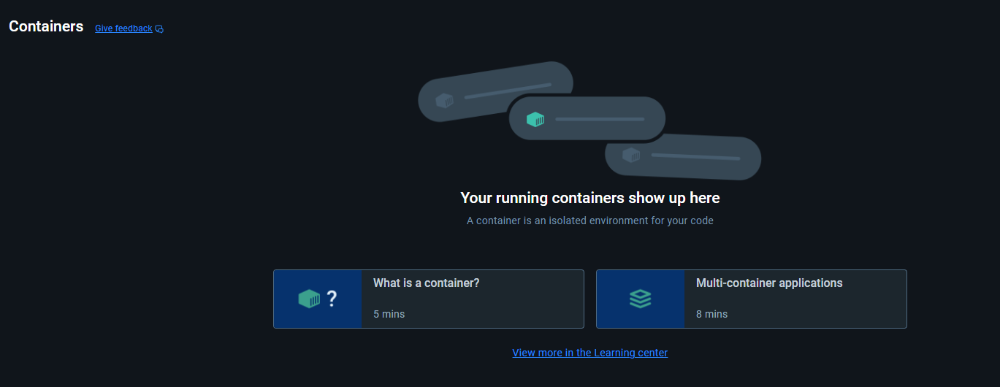 Containers Give feedback
Your running containers show up here
A container is an isolated environment for your code
? What is a container?
5 mins
Multi-container applications
8 mins
View more in the Learning center